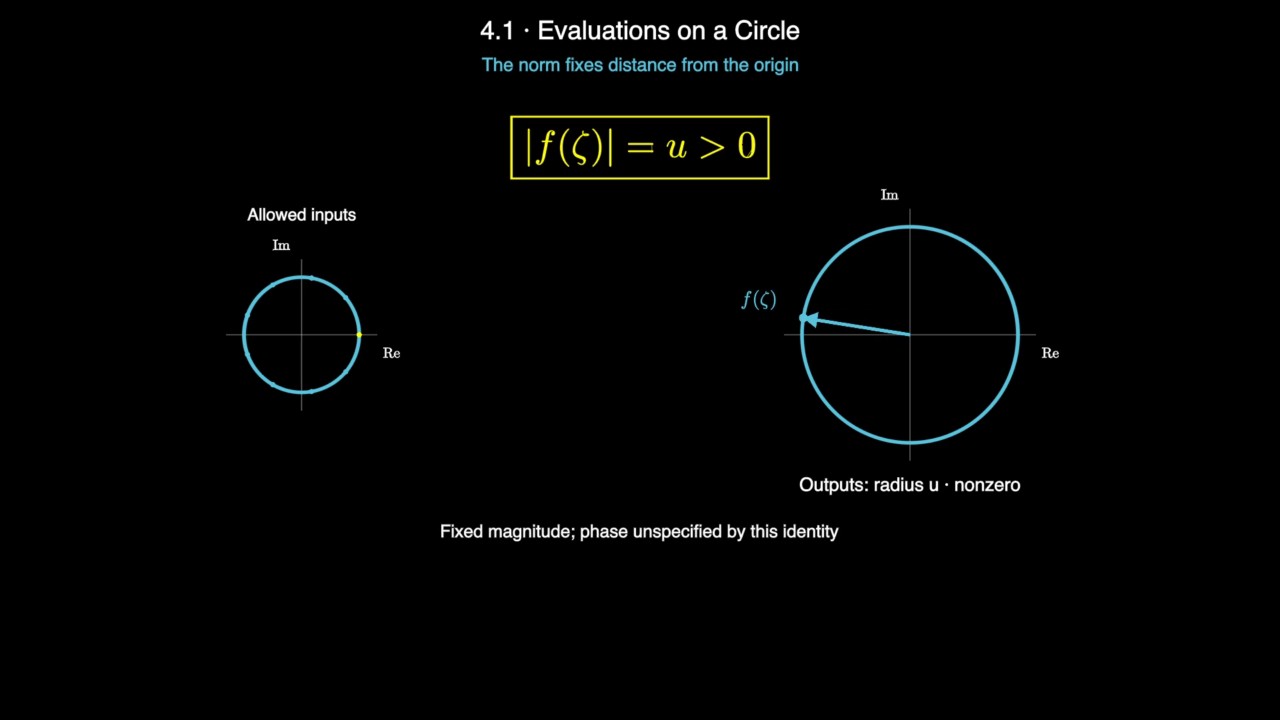 4.1 · Evaluations on a Circle
The norm fixes distance from the origin
|f(ζ)| = u > 0
Allowed inputs
Im
Re
Im
f(ζ)
Re
Outputs: radius u · nonzero
Fixed magnitude; phase unspecified by this identity